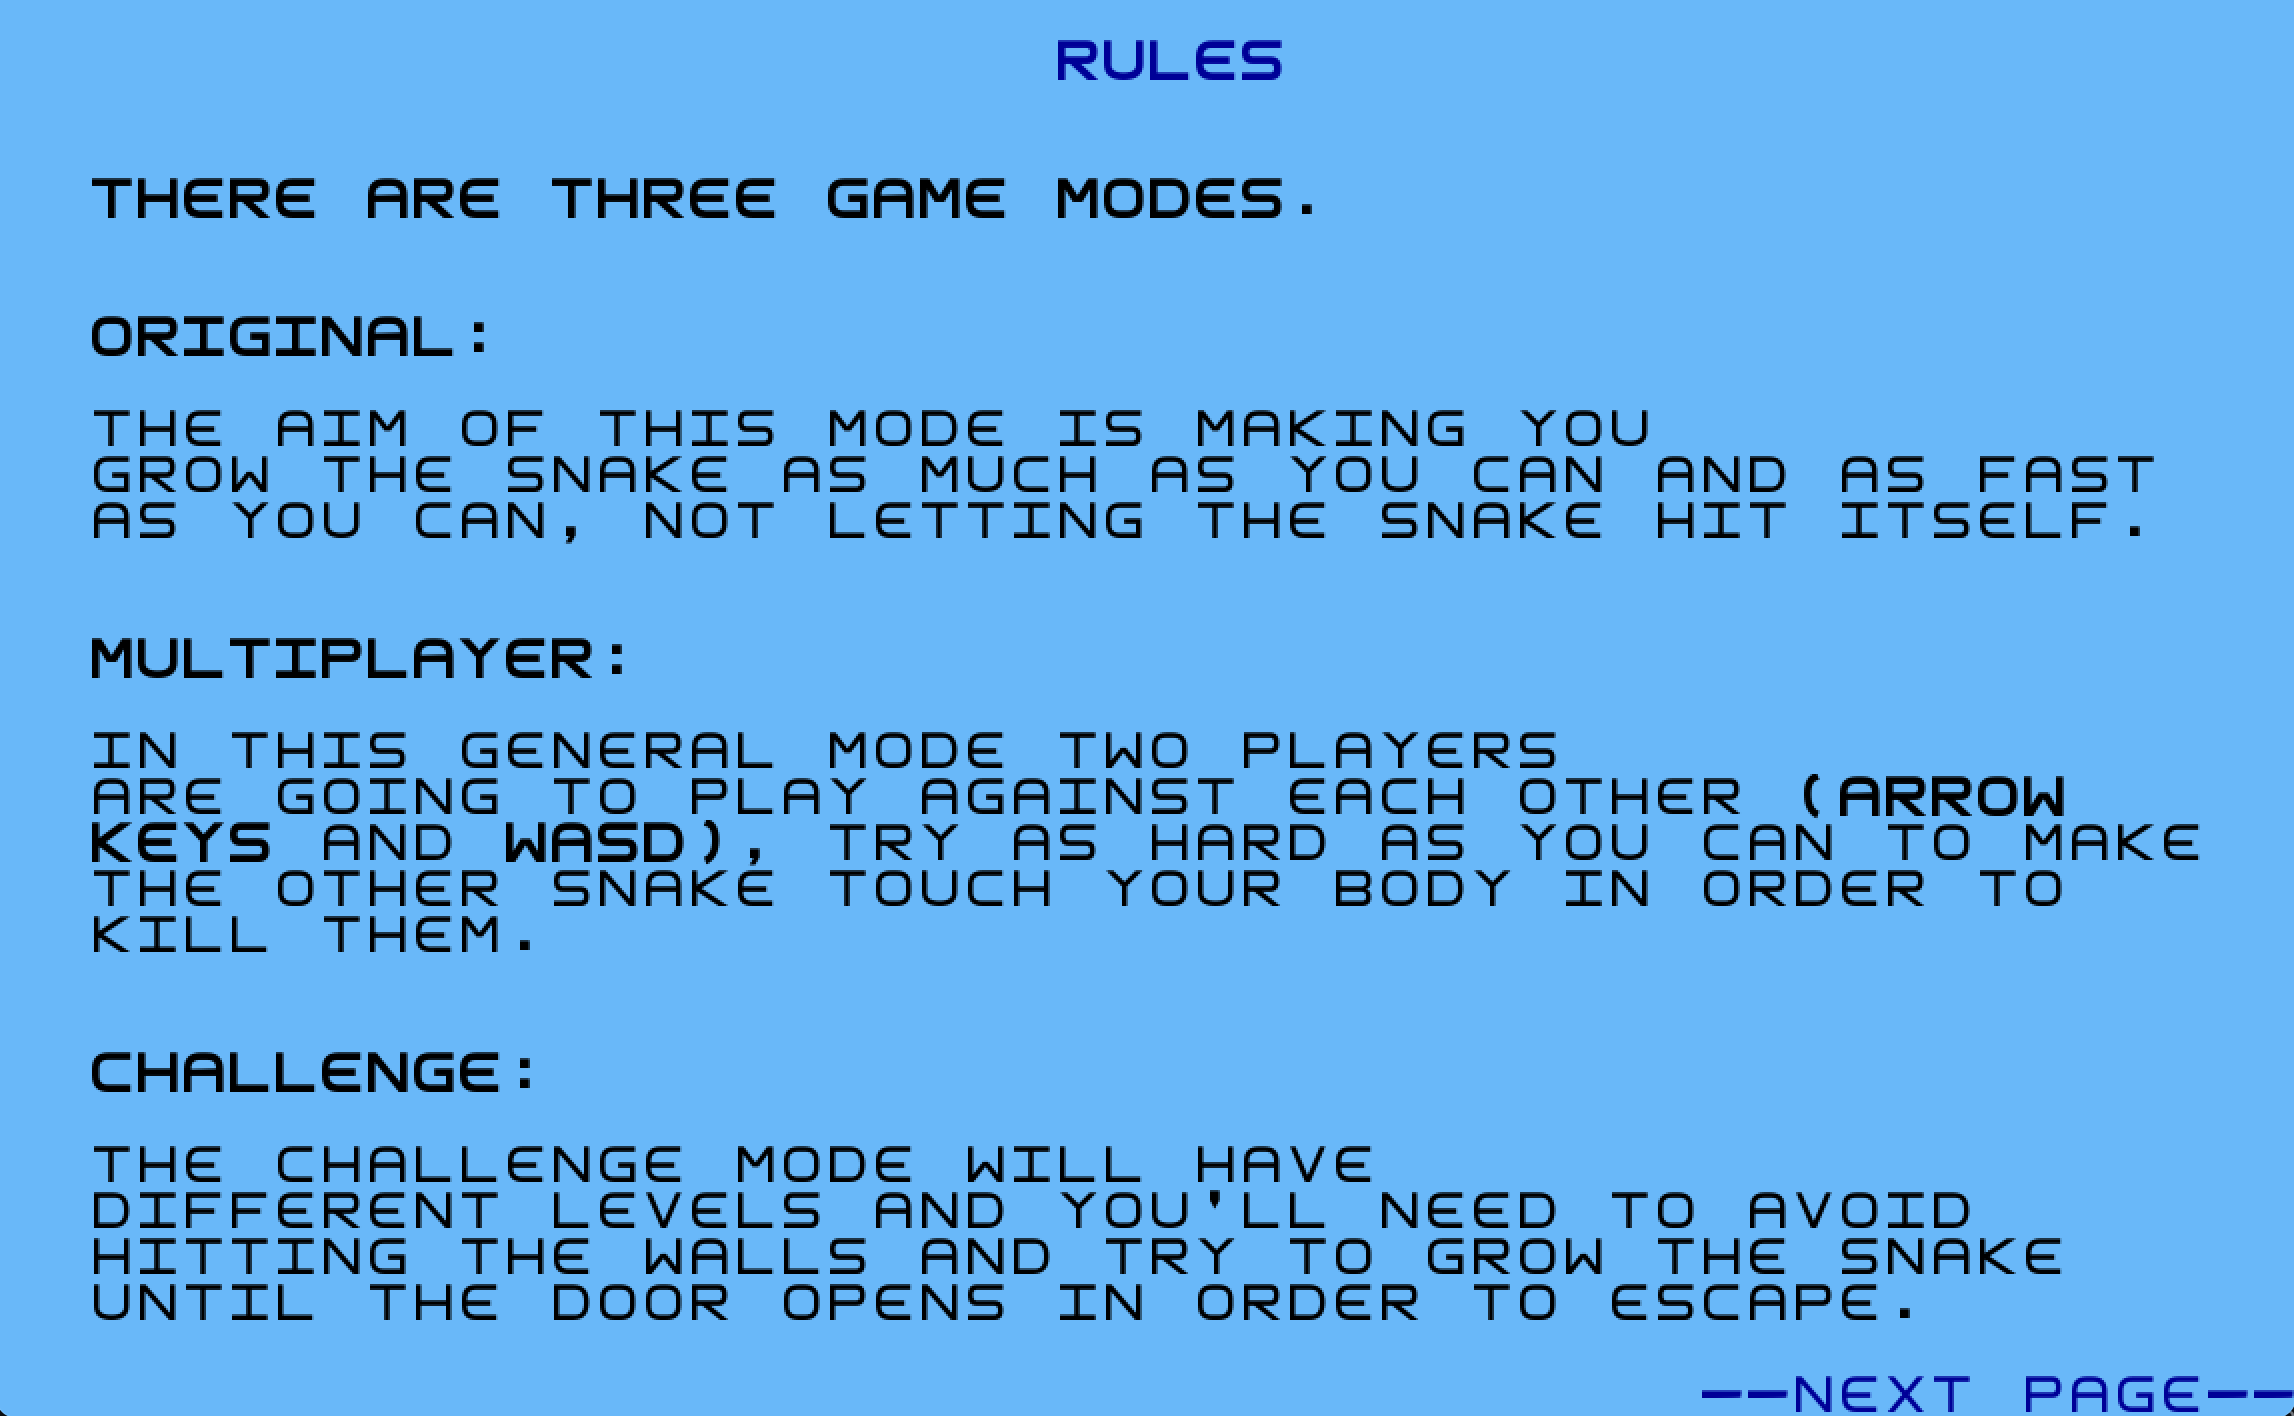 RULES
THERE ARE THREE GAME MODES.
ORIGINAL:
THE AIM OF THIS MODE IS MAKING YOU
GROW THE SNAKE AS MUCH AS YOU CAN AND AS FAST
AS YOU CAN, NOT LETTING THE SNAKE HIT ITSELF.
MULTIPLAYER:
IN THIS GENERAL MODE TWO PLAYERS
ARE GOING TO PLAY AGAINST EACH OTHER (ARROW
KEYS AND WASD), TRY AS HARD AS YOU CAN TO MAKE
THE OTHER SNAKE TOUCH YOUR BODY IN ORDER TO
KILL THEM.
CHALLENGE:
THE CHALLENGE MODE WILL HAVE
DIFFERENT LEVELS AND YOU'LL NEED TO AVOID
HITTING THE WALLS AND TRY TO GROW THE SNAKE
UNTIL THE DOOR OPENS IN ORDER TO ESCAPE.
——NEXT PAGE——